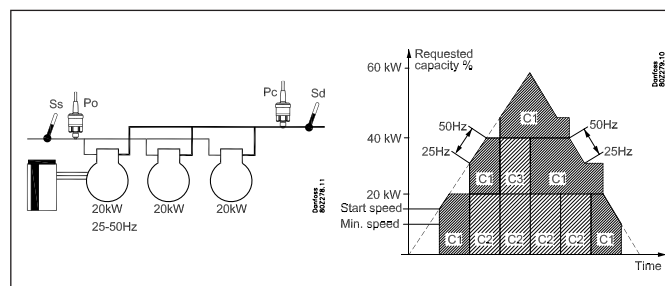 Ss
Po
Pc
Sd
20kW
20kW
20kW
25-50Hz
Danfoss
80Z278.11
Requested
capacity %
60 kW
40 kW
20 kW
Start speed
Min. speed
50Hz
25Hz
50Hz
25Hz
C1
C1
C3
C1
C1
C2
C2
C2
C2
C1
Time
Danfoss
80Z279.10